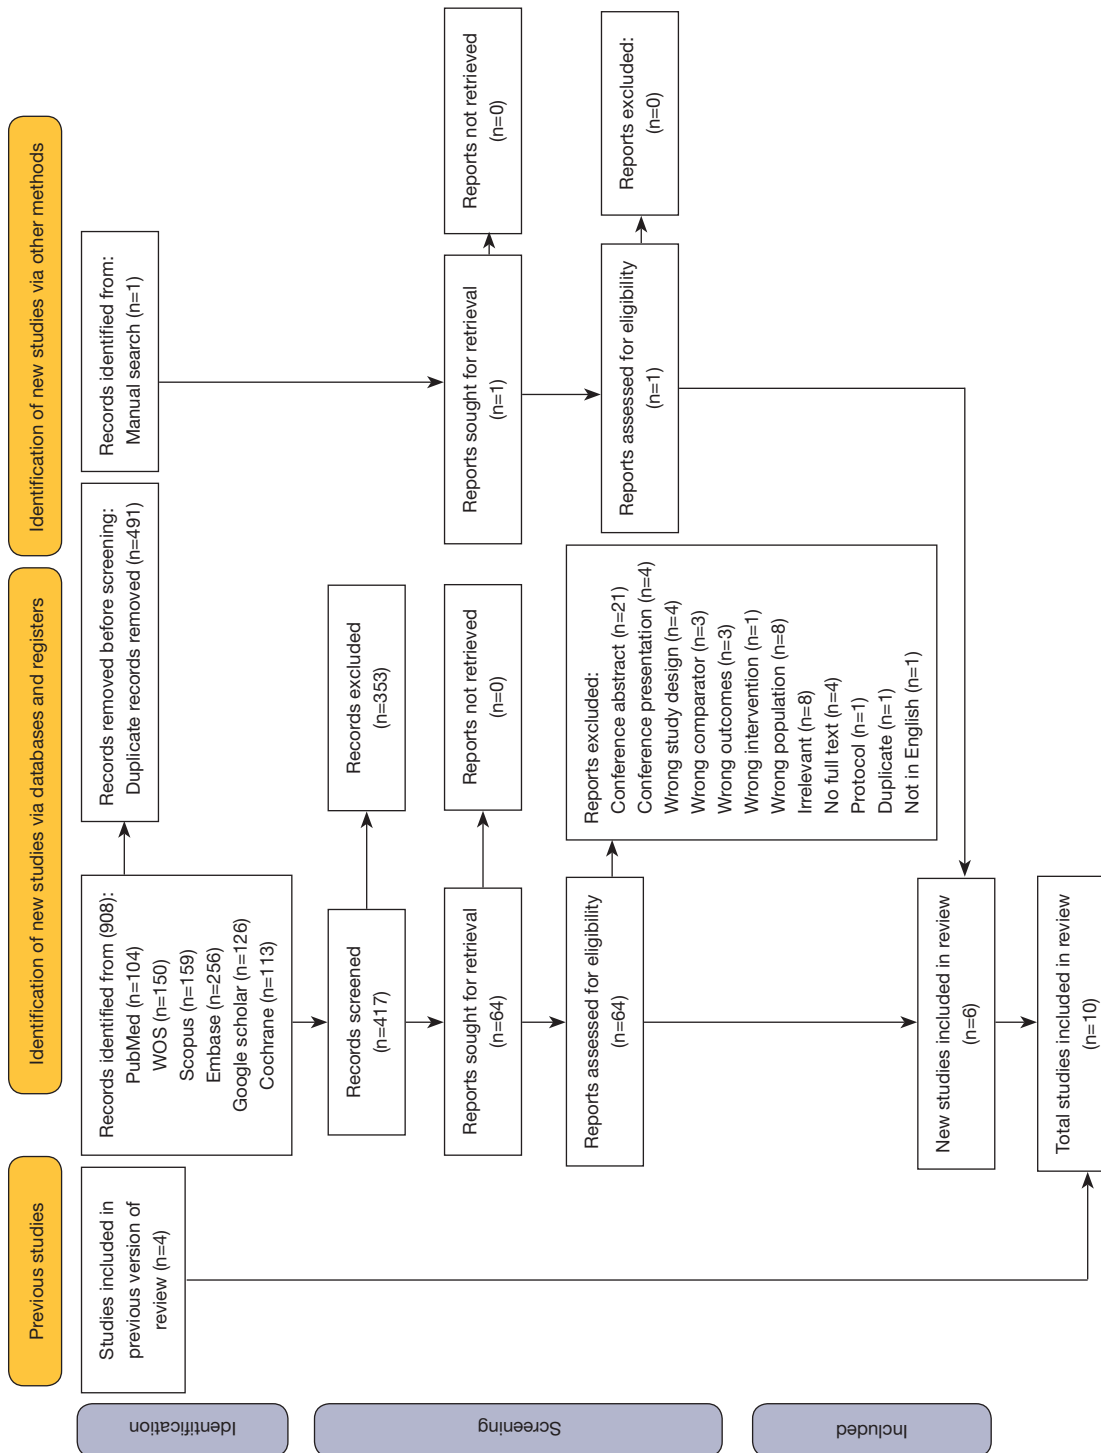 Previous studies
Identification of new studies via databases and registers
Identification of new studies via other methods
Identification
Studies included in
previous version of
review (n=4)
Records identified from (908):
PubMed (n=104)
WOS (n=150)
Scopus (n=159)
Embase (n=256)
Google scholar (n=126)
Cochrane (n=113)
Records removed before screening:
Duplicate records removed (n=491)
Records identified from:
Manual search (n=1)
Screening
Records screened
(n=417)
Records excluded
(n=353)
Reports sought for retrieval
(n=64)
Reports not retrieved
(n=0)
Reports sought for retrieval
(n=1)
Reports not retrieved
(n=0)
Reports assessed for eligibility
(n=64)
Reports excluded:
Conference abstract (n=21)
Conference presentation (n=4)
Wrong study design (n=4)
Wrong comparator (n=3)
Wrong outcomes (n=3)
Wrong intervention (n=1)
Wrong population (n=8)
Irrelevant (n=8)
No full text (n=4)
Protocol (n=1)
Duplicate (n=1)
Not in English (n=1)
Reports assessed for eligibility
(n=1)
Reports excluded:
(n=0)
Included
New studies included in review
(n=6)
Total studies included in review
(n=10)